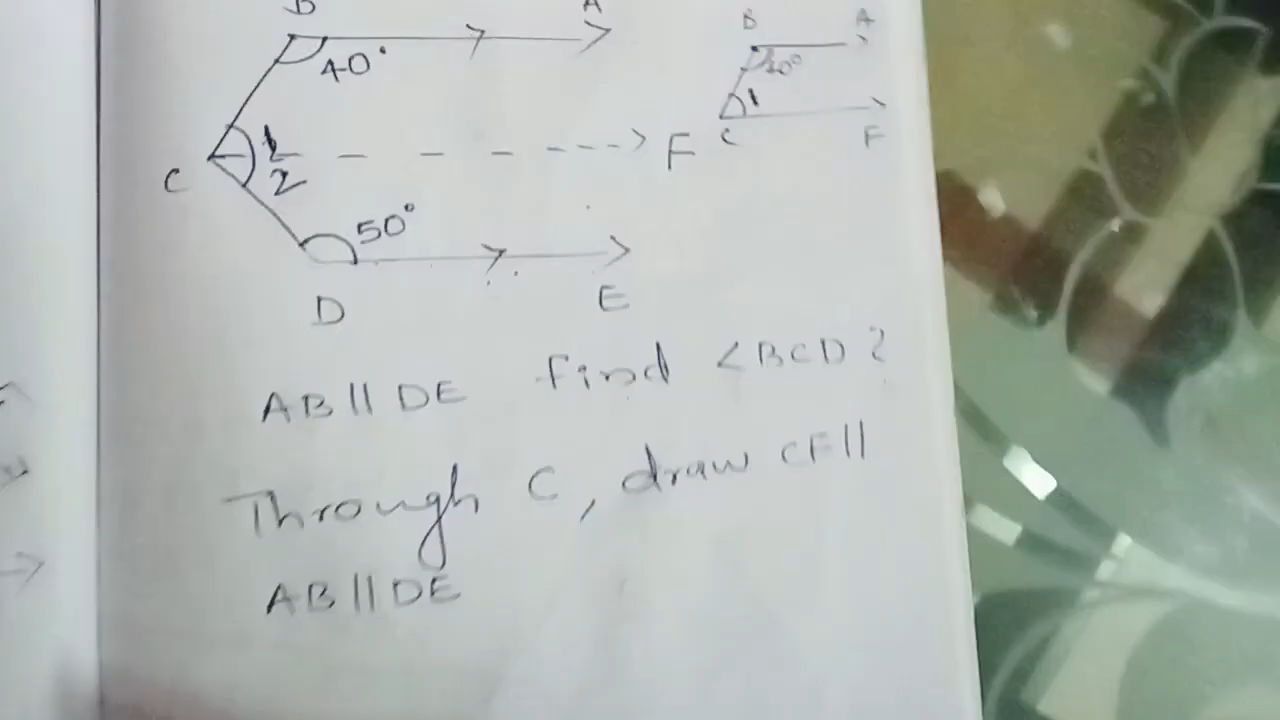 B A
40°
B A
40°
1
1
F
C F
C
2
50°
D E
AB || DE find <BCD?
Through C, draw CF ||
AB || DE